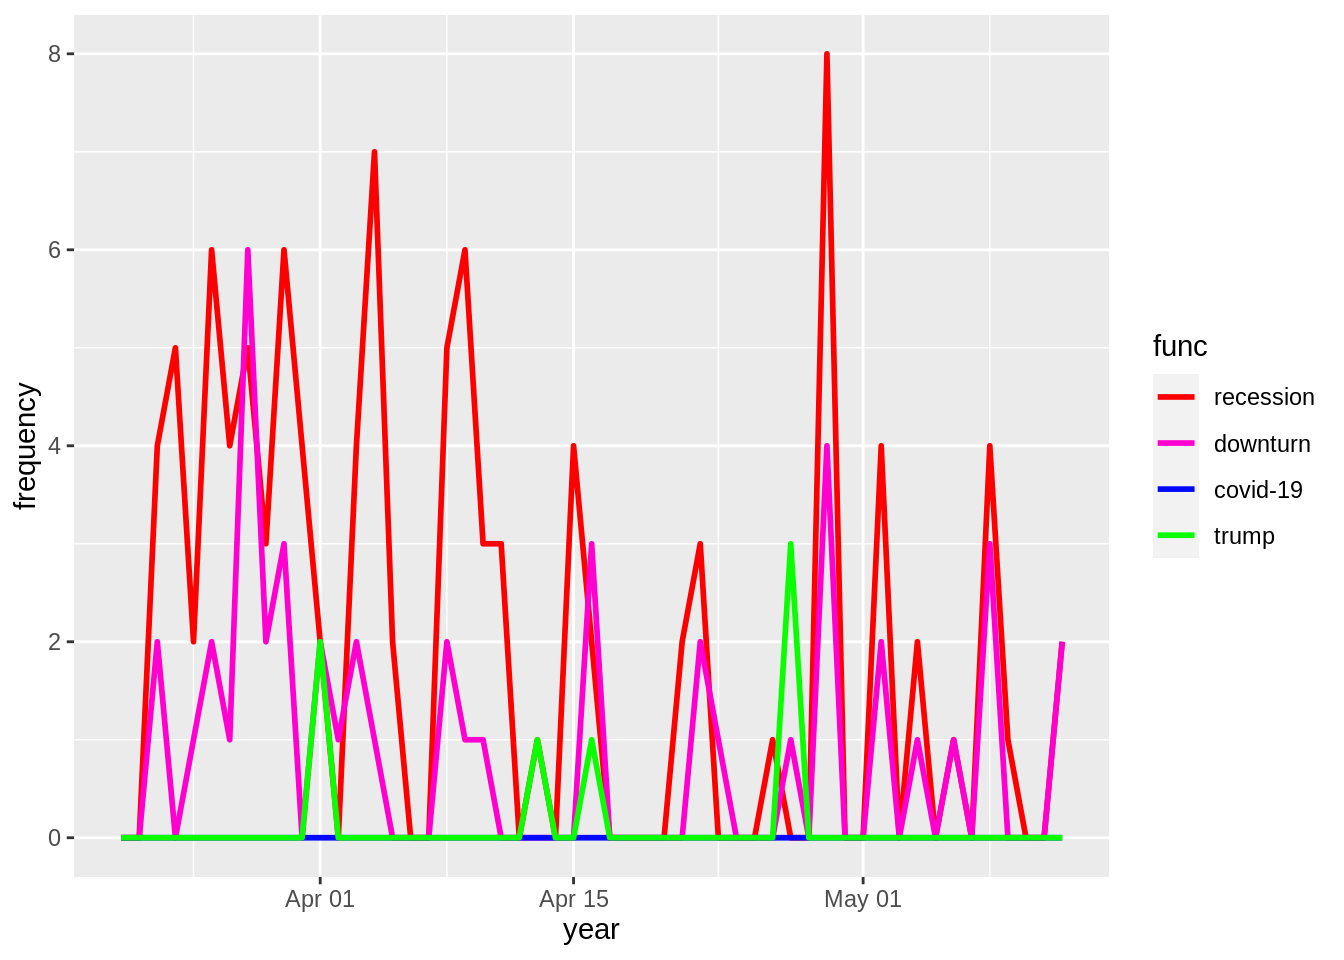 8
6
4
2
0
frequency
Apr 01
Apr 15
May 01
year
func
recession
downturn
covid-19
trump